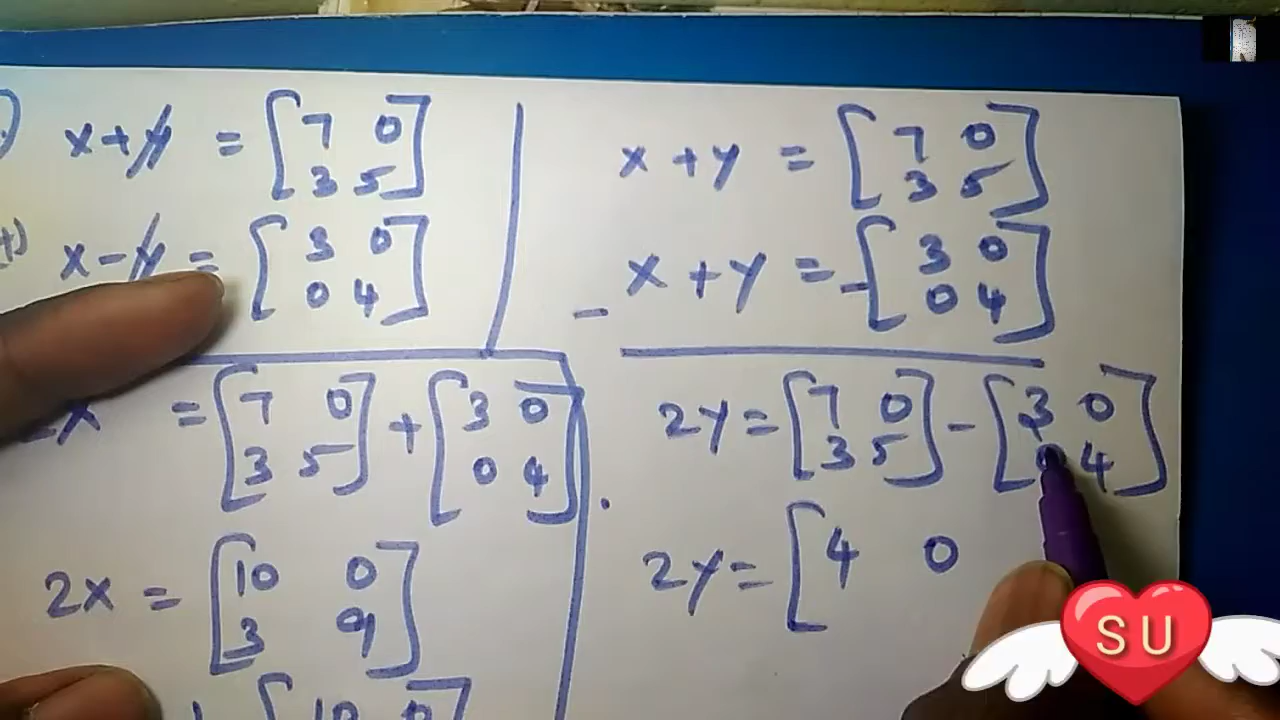 x+y = [7 0
3 5]
x-y = [3 0
0 4]
2x = [7 0
3 5] + [3 0
0 4]
2x = [10 0
3 9]
[10 0
x+y = [7 0
3 5]
- x+y = -[3 0
0 4]
2y = [7 0
3 5] - [3 0
0 4]
2y = [4 0
SU